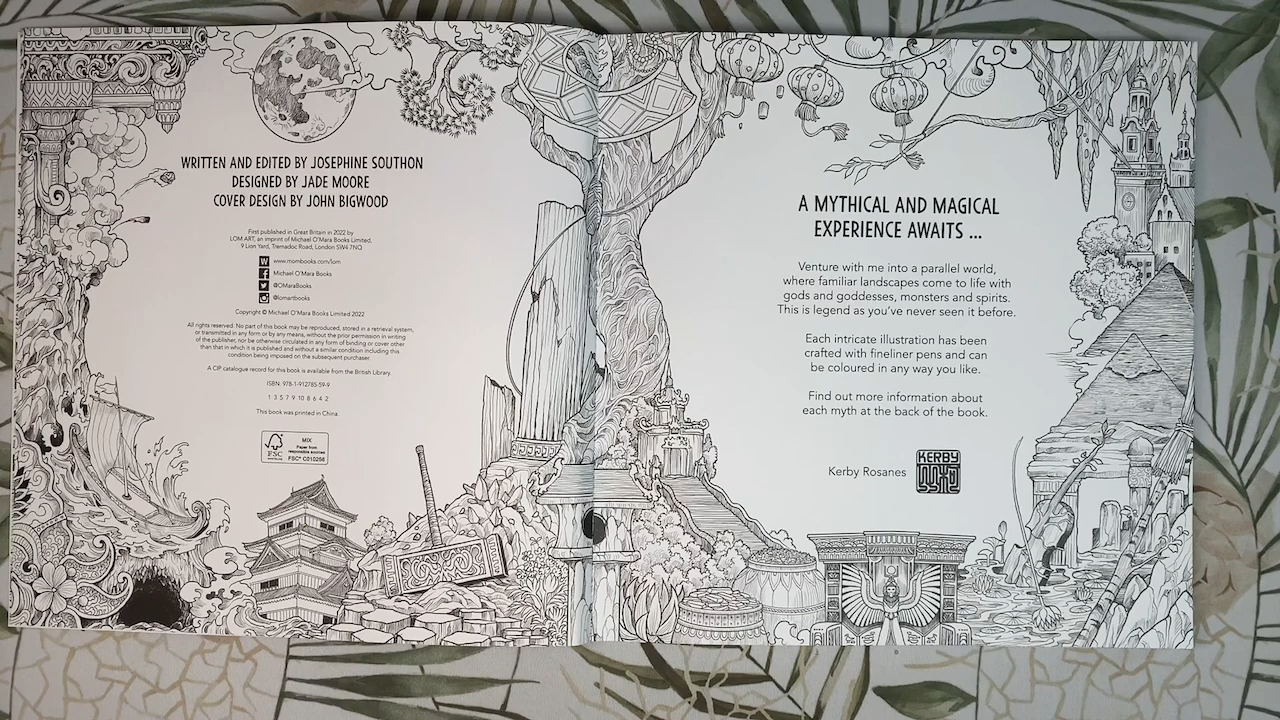 WRITTEN AND EDITED BY JOSEPHINE SOUTHON
DESIGNED BY JADE MOORE
COVER DESIGN BY JOHN BIGWOOD
First published in Great Britain in 2022 by
LOM ART, an imprint of Michael O'Mara Books Limited,
9 Lion Yard, Tremadoc Road, London SW4 7NQ
W www.mombooks.com/lom
f Michael O'Mara Books
@OMaraBooks
@lomartbooks
Copyright © Michael O'Mara Books Limited 2022
All rights reserved. No part of this book may be reproduced, stored in a retrieval system,
or transmitted in any form or by any means, without the prior permission in writing
of the publisher, nor be otherwise circulated in any form of binding or cover other
than that in which it is published and without a similar condition including this
condition being imposed on the subsequent purchaser.
A CIP catalogue record for this book is available from the British Library.
ISBN: 978-1-912785-59-9
1 3 5 7 9 10 8 6 4 2
This book was printed in China.
FSC
MIX
Paper from
responsible sources
FSC® C010256
A MYTHICAL AND MAGICAL
EXPERIENCE AWAITS ...
Venture with me into a parallel world,
where familiar landscapes come to life with
gods and goddesses, monsters and spirits.
This is legend as you've never seen it before.
Each intricate illustration has been
crafted with fineliner pens and can
be coloured in any way you like.
Find out more information about
each myth at the back of the book.
Kerby Rosanes
KERBY